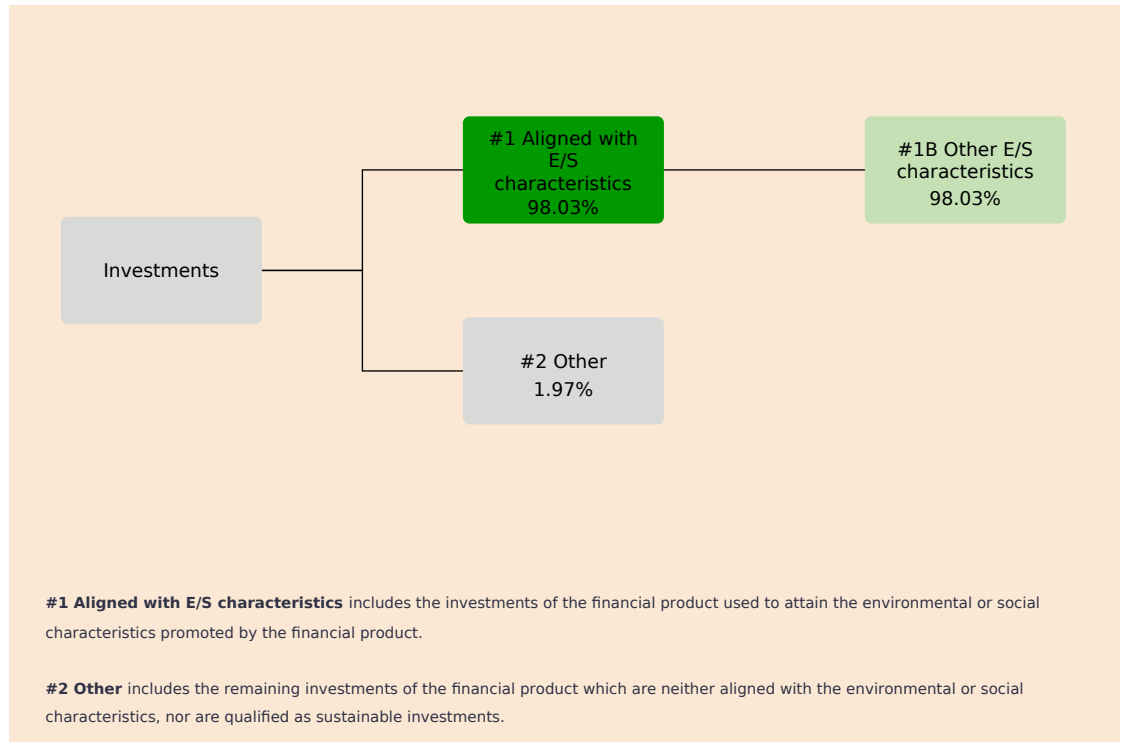 #1 Aligned with
E/S
characteristics
98.03%
#1B Other E/S
characteristics
98.03%
Investments
#2 Other
1.97%
#1 Aligned with E/S characteristics includes the investments of the financial product used to attain the environmental or social
characteristics promoted by the financial product.
#2 Other includes the remaining investments of the financial product which are neither aligned with the environmental or social
characteristics, nor are qualified as sustainable investments.